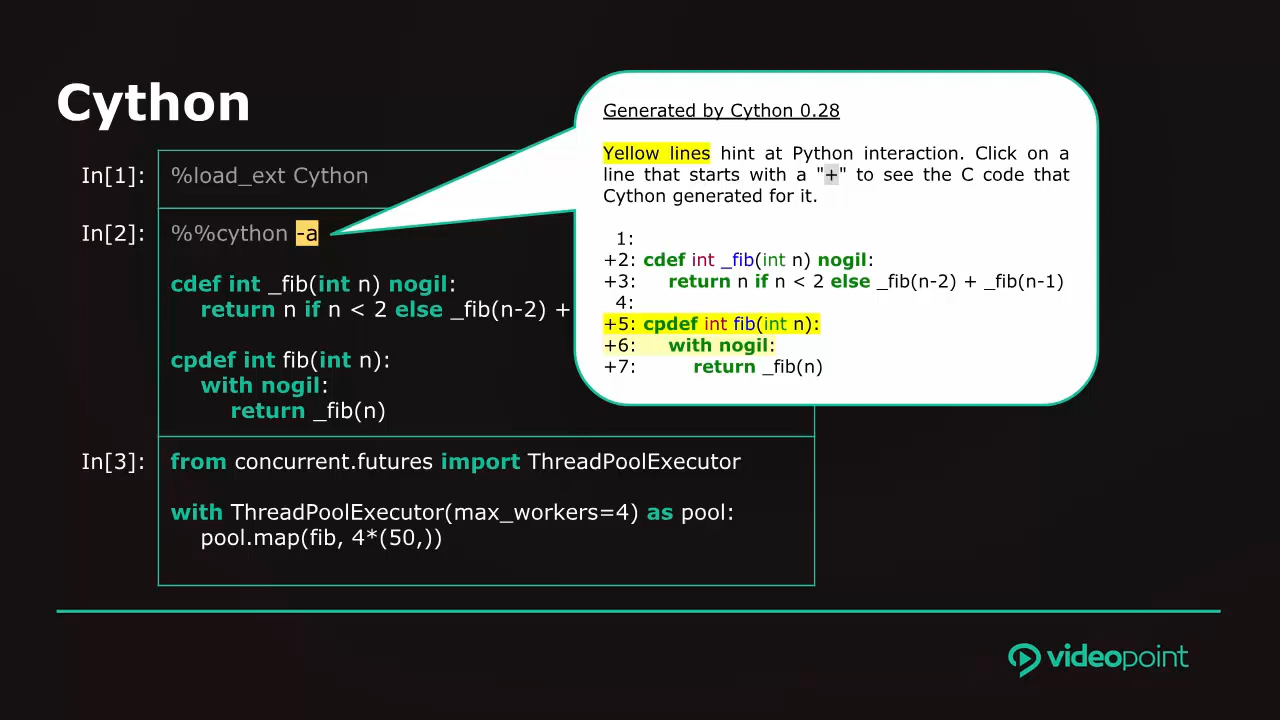 Cython
In[1]: %load_ext Cython
In[2]: %%cython -a
cdef int _fib(int n) nogil:
return n if n < 2 else _fib(n-2) +
cpdef int fib(int n):
with nogil:
return _fib(n)
In[3]: from concurrent.futures import ThreadPoolExecutor
with ThreadPoolExecutor(max_workers=4) as pool:
pool.map(fib, 4*(50,))
Generated by Cython 0.28
Yellow lines hint at Python interaction. Click on a
line that starts with a "+" to see the C code that
Cython generated for it.
1:
+2: cdef int _fib(int n) nogil:
+3: return n if n < 2 else _fib(n-2) + _fib(n-1)
4:
+5: cpdef int fib(int n):
+6: with nogil:
+7: return _fib(n)
videopoint